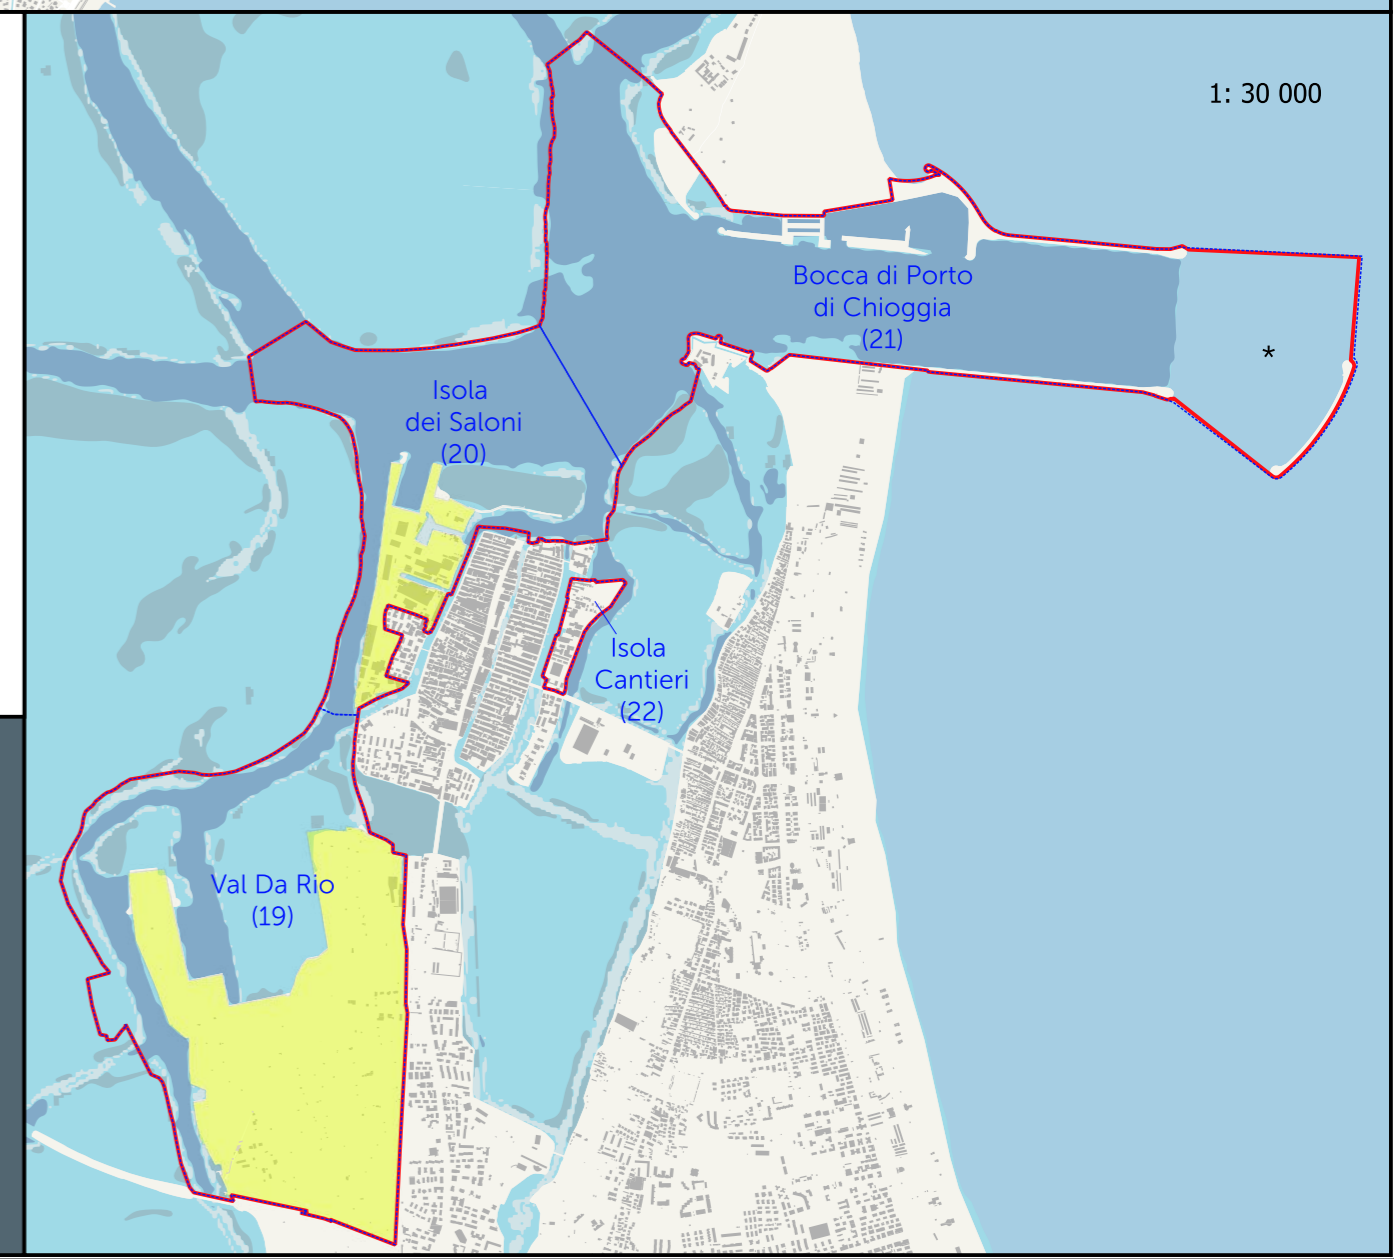 1: 30 000
Bocca di Porto
di Chioggia
(21)
*
Isola
dei Saloni
(20)
Isola
Cantieri
(22)
Val Da Rio
(19)